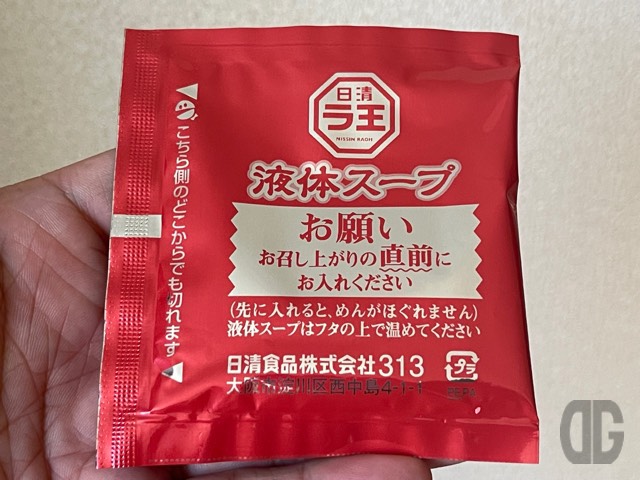 日清
ラ王
NISSIN RAOH
液体スープ
お願い
お召し上がりの直前に
お入れください
(先に入れると、めんがほぐれません)
液体スープはフタの上で温めてください
日清食品株式会社313
大阪市淀川区西中島4-1-1
プラ
こちら側のどこからでも切れます
DG